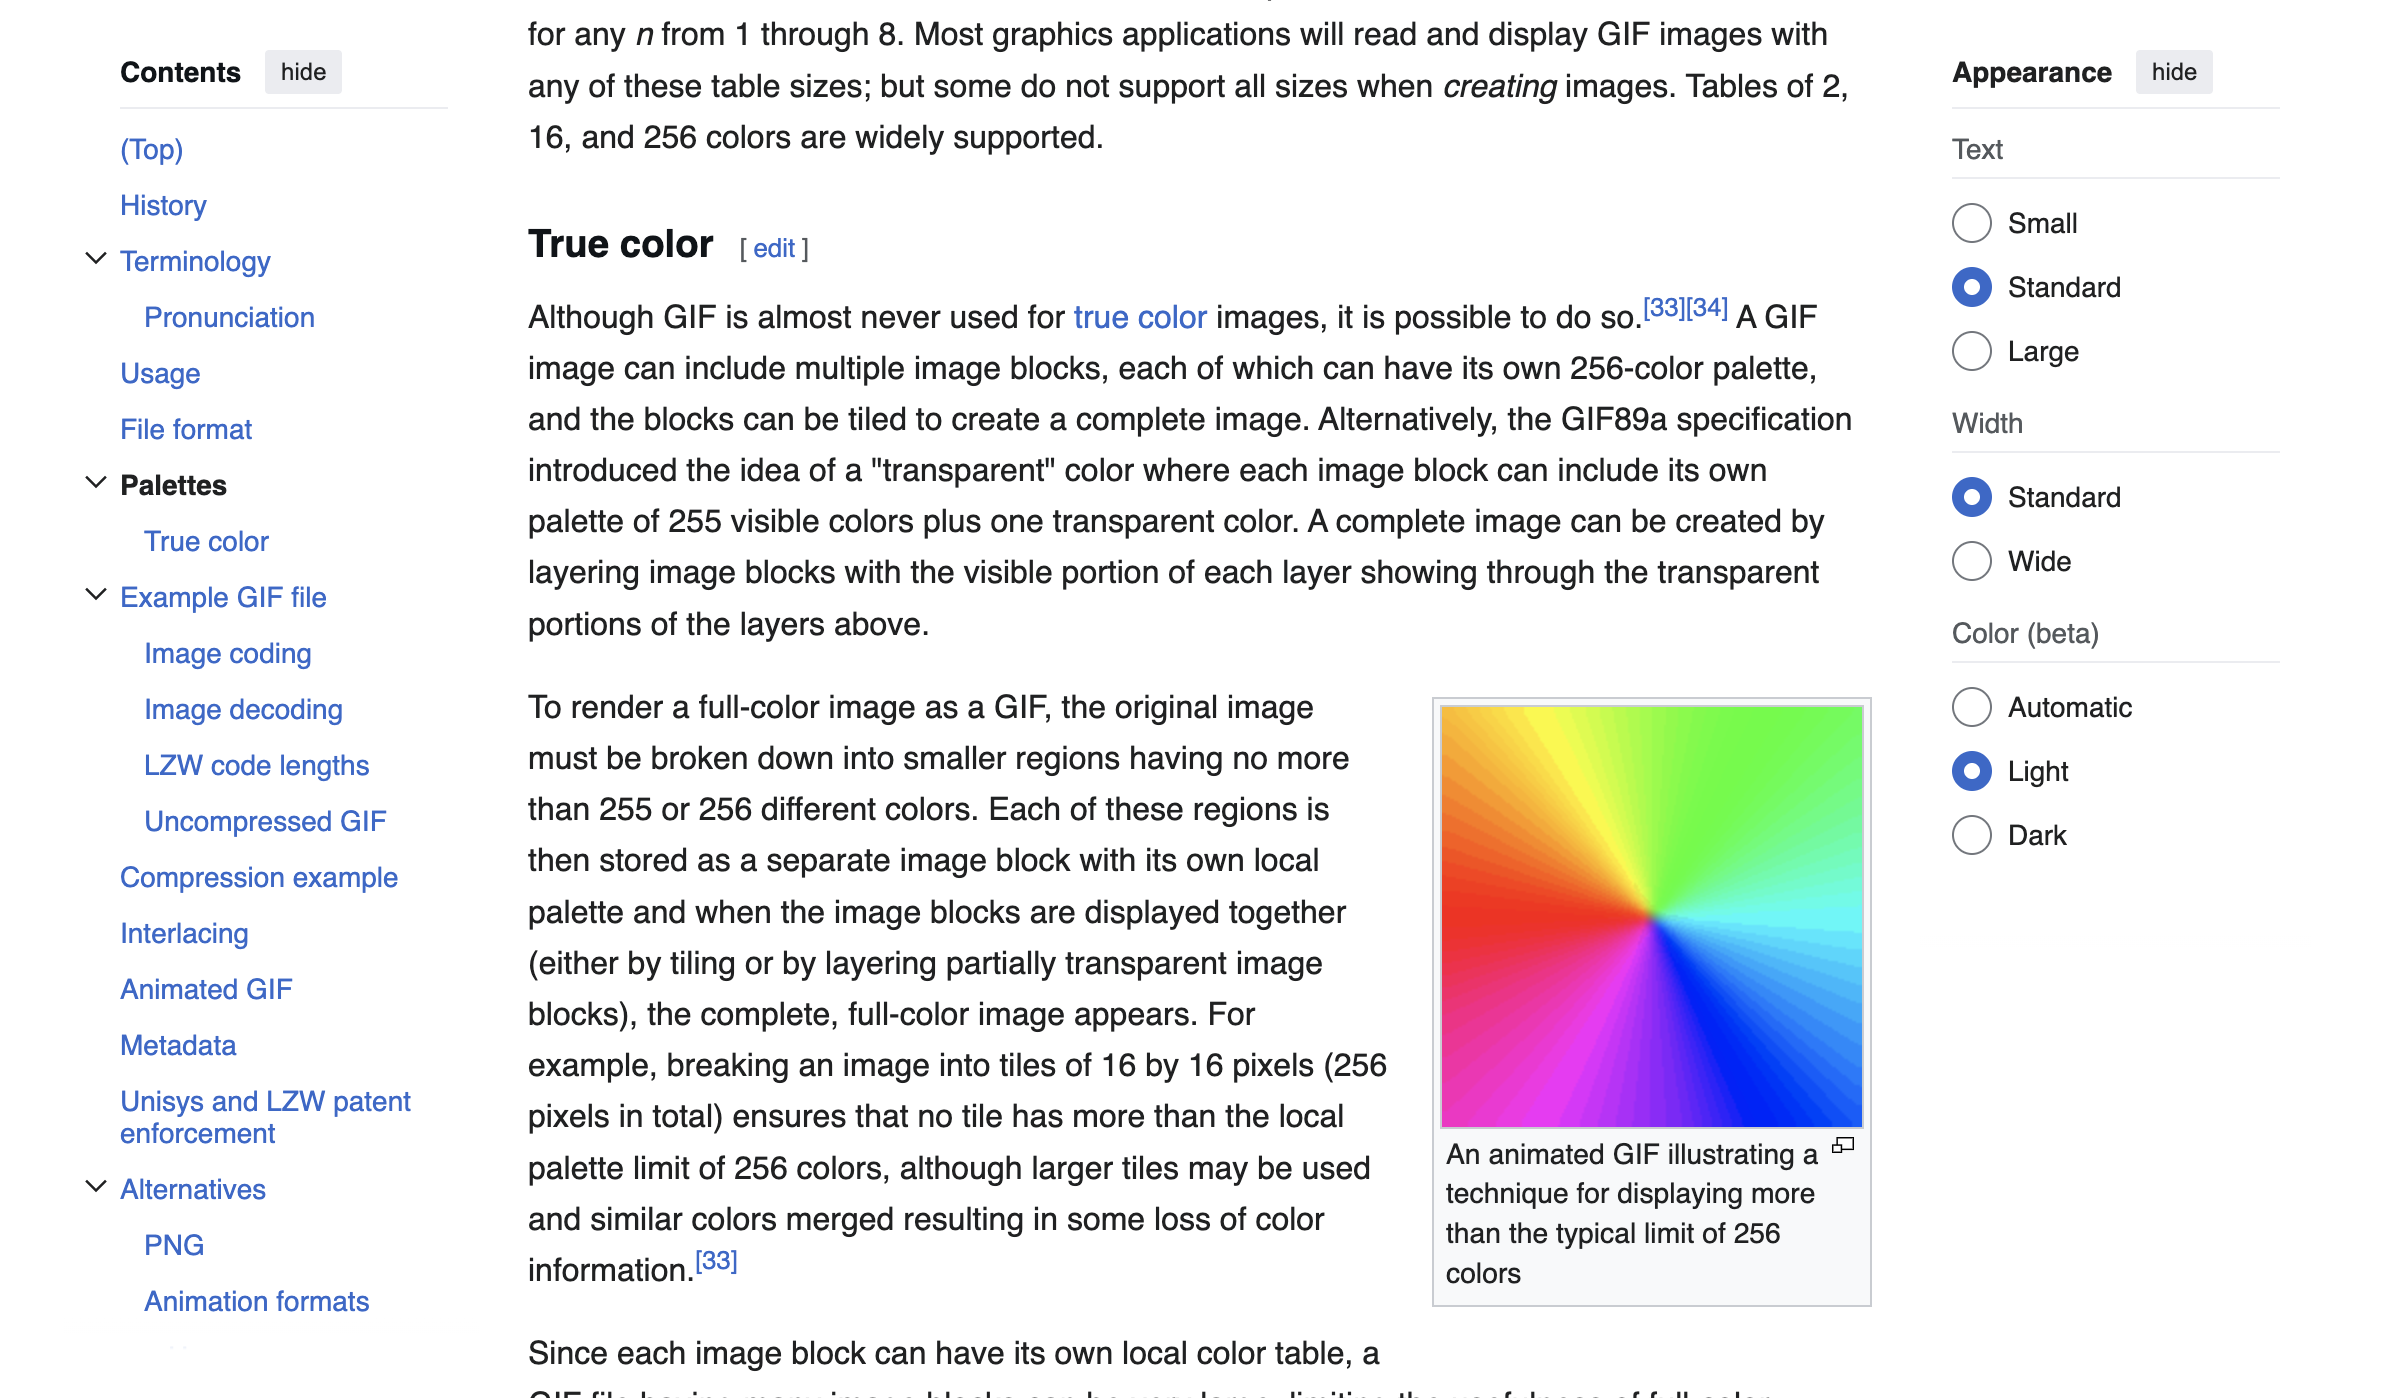 Contents hide
(Top)
History
Terminology
Pronunciation
Usage
File format
Palettes
True color
Example GIF file
Image coding
Image decoding
LZW code lengths
Uncompressed GIF
Compression example
Interlacing
Animated GIF
Metadata
Unisys and LZW patent
enforcement
Alternatives
PNG
Animation formats
for any n from 1 through 8. Most graphics applications will read and display GIF images with
any of these table sizes; but some do not support all sizes when creating images. Tables of 2,
16, and 256 colors are widely supported.
True color [ edit ]
Although GIF is almost never used for true color images, it is possible to do so.[33][34] A GIF
image can include multiple image blocks, each of which can have its own 256-color palette,
and the blocks can be tiled to create a complete image. Alternatively, the GIF89a specification
introduced the idea of a "transparent" color where each image block can include its own
palette of 255 visible colors plus one transparent color. A complete image can be created by
layering image blocks with the visible portion of each layer showing through the transparent
portions of the layers above.
To render a full-color image as a GIF, the original image
must be broken down into smaller regions having no more
than 255 or 256 different colors. Each of these regions is
then stored as a separate image block with its own local
palette and when the image blocks are displayed together
(either by tiling or by layering partially transparent image
blocks), the complete, full-color image appears. For
example, breaking an image into tiles of 16 by 16 pixels (256
pixels in total) ensures that no tile has more than the local
palette limit of 256 colors, although larger tiles may be used
and similar colors merged resulting in some loss of color
information.[33]
An animated GIF illustrating a
technique for displaying more
than the typical limit of 256
colors
Since each image block can have its own local color table, a
Appearance hide
Text
Small
Standard
Large
Width
Standard
Wide
Color (beta)
Automatic
Light
Dark